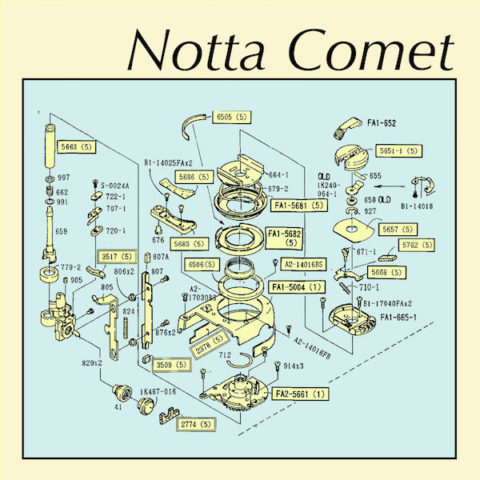 Notta Comet
6505 (5)
FA1-652
5663 (5)
B1-14025FAx2
5651-1 (5)
5686 (5)
664-1
OLD
1K240-
064-1
655
997
S-0024A
679-2
662
722-1
658 OLD
B1-14018
991
707-1
FA1-5681 (5)
927
659
720-1
676
FA1-5682
(5)
5657 (5)
5683 (5)
5762 (5)
3517 (5)
807A
671-1
779-2
806x2
807
6506 (5)
A2-14016BS
5668 (5)
905
805
A2-
17030BS
FA1-5004 (1)
710-1
B1-17040FAx2
824
FA1-665-1
876x2
2378 (5)
712
A2-14016FB
829x2
3509 (5)
914x3
1K467-016
FA2-5661 (1)
41
2774 (5)